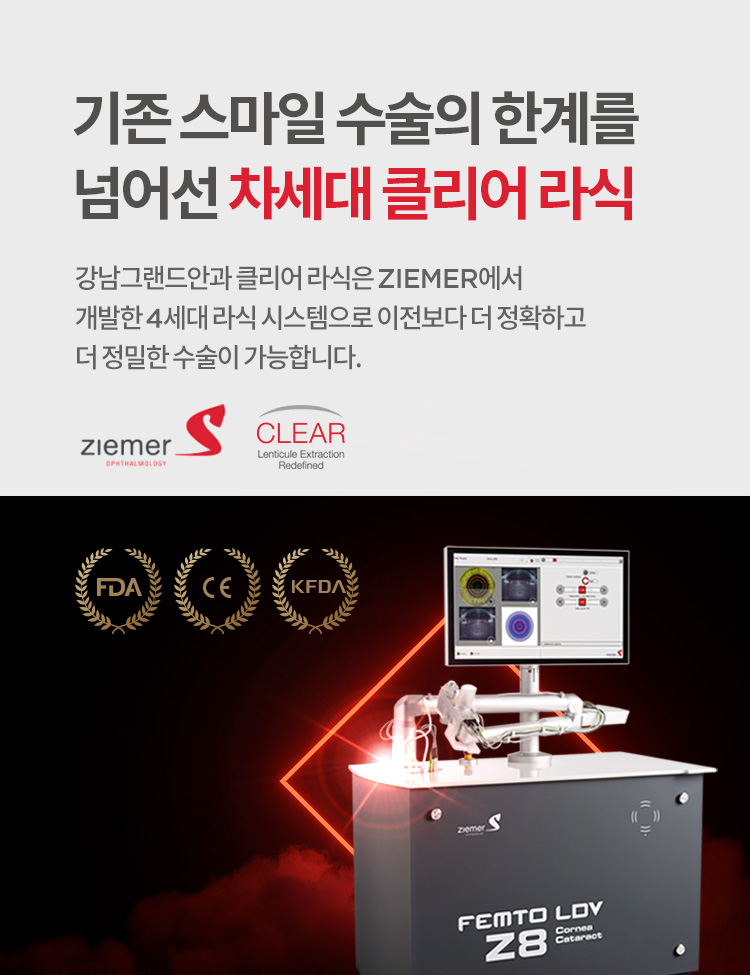 기존 스마일 수술의 한계를
넘어선 차세대 클리어 라식
강남그랜드안과 클리어 라식은 ZIEMER에서
개발한 4세대 라식 시스템으로 이전보다 더 정확하고
더 정밀한 수술이 가능합니다.
ziemer
OPHTHALMOLOGY
CLEAR
Lenticule Extraction
Redefined
FDA
CE
KFDA
ziemer
FEMTO LDV
Z8
Cornea
Cataract